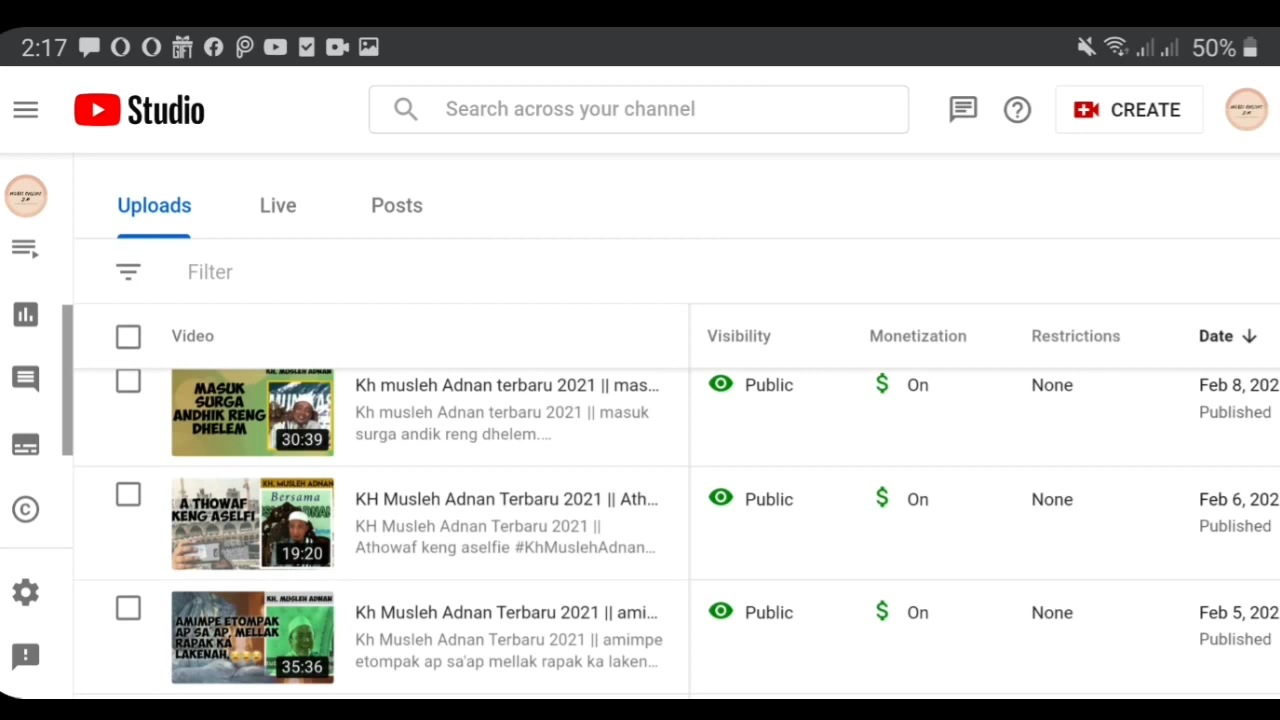 2:17 GIFT 50%
Studio Search across your channel CREATE
Uploads Live Posts
Filter
Video Visibility Monetization Restrictions Date
KH. MUSLEH ADNAN
MASUK
SURGA
ANDHIK RENG
DHELEM
30:39
Kh musleh Adnan terbaru 2021 || mas...
Kh musleh Adnan terbaru 2021 || masuk
surga andik reng dhelem....
Public On None Feb 8, 202
Published
KH. MUSLEH ADNAN
A THOWAF
KENG ASELFI
Bersama
19:20
KH Musleh Adnan Terbaru 2021 || Ath...
KH Musleh Adnan Terbaru 2021 ||
Athowaf keng aselfie #KhMuslehAdnan...
Public On None Feb 6, 202
Published
KH. MUSLEH ADNAN
AMIMPE ETOMPAK
AP SA'AP, MELLAK
RAPAK KA
LAKENAH,
35:36
Kh Musleh Adnan Terbaru 2021 || ami...
Kh Musleh Adnan Terbaru 2021 || amimpe
etompak ap sa'ap mellak rapak ka laken...
Public On None Feb 5, 202
Published